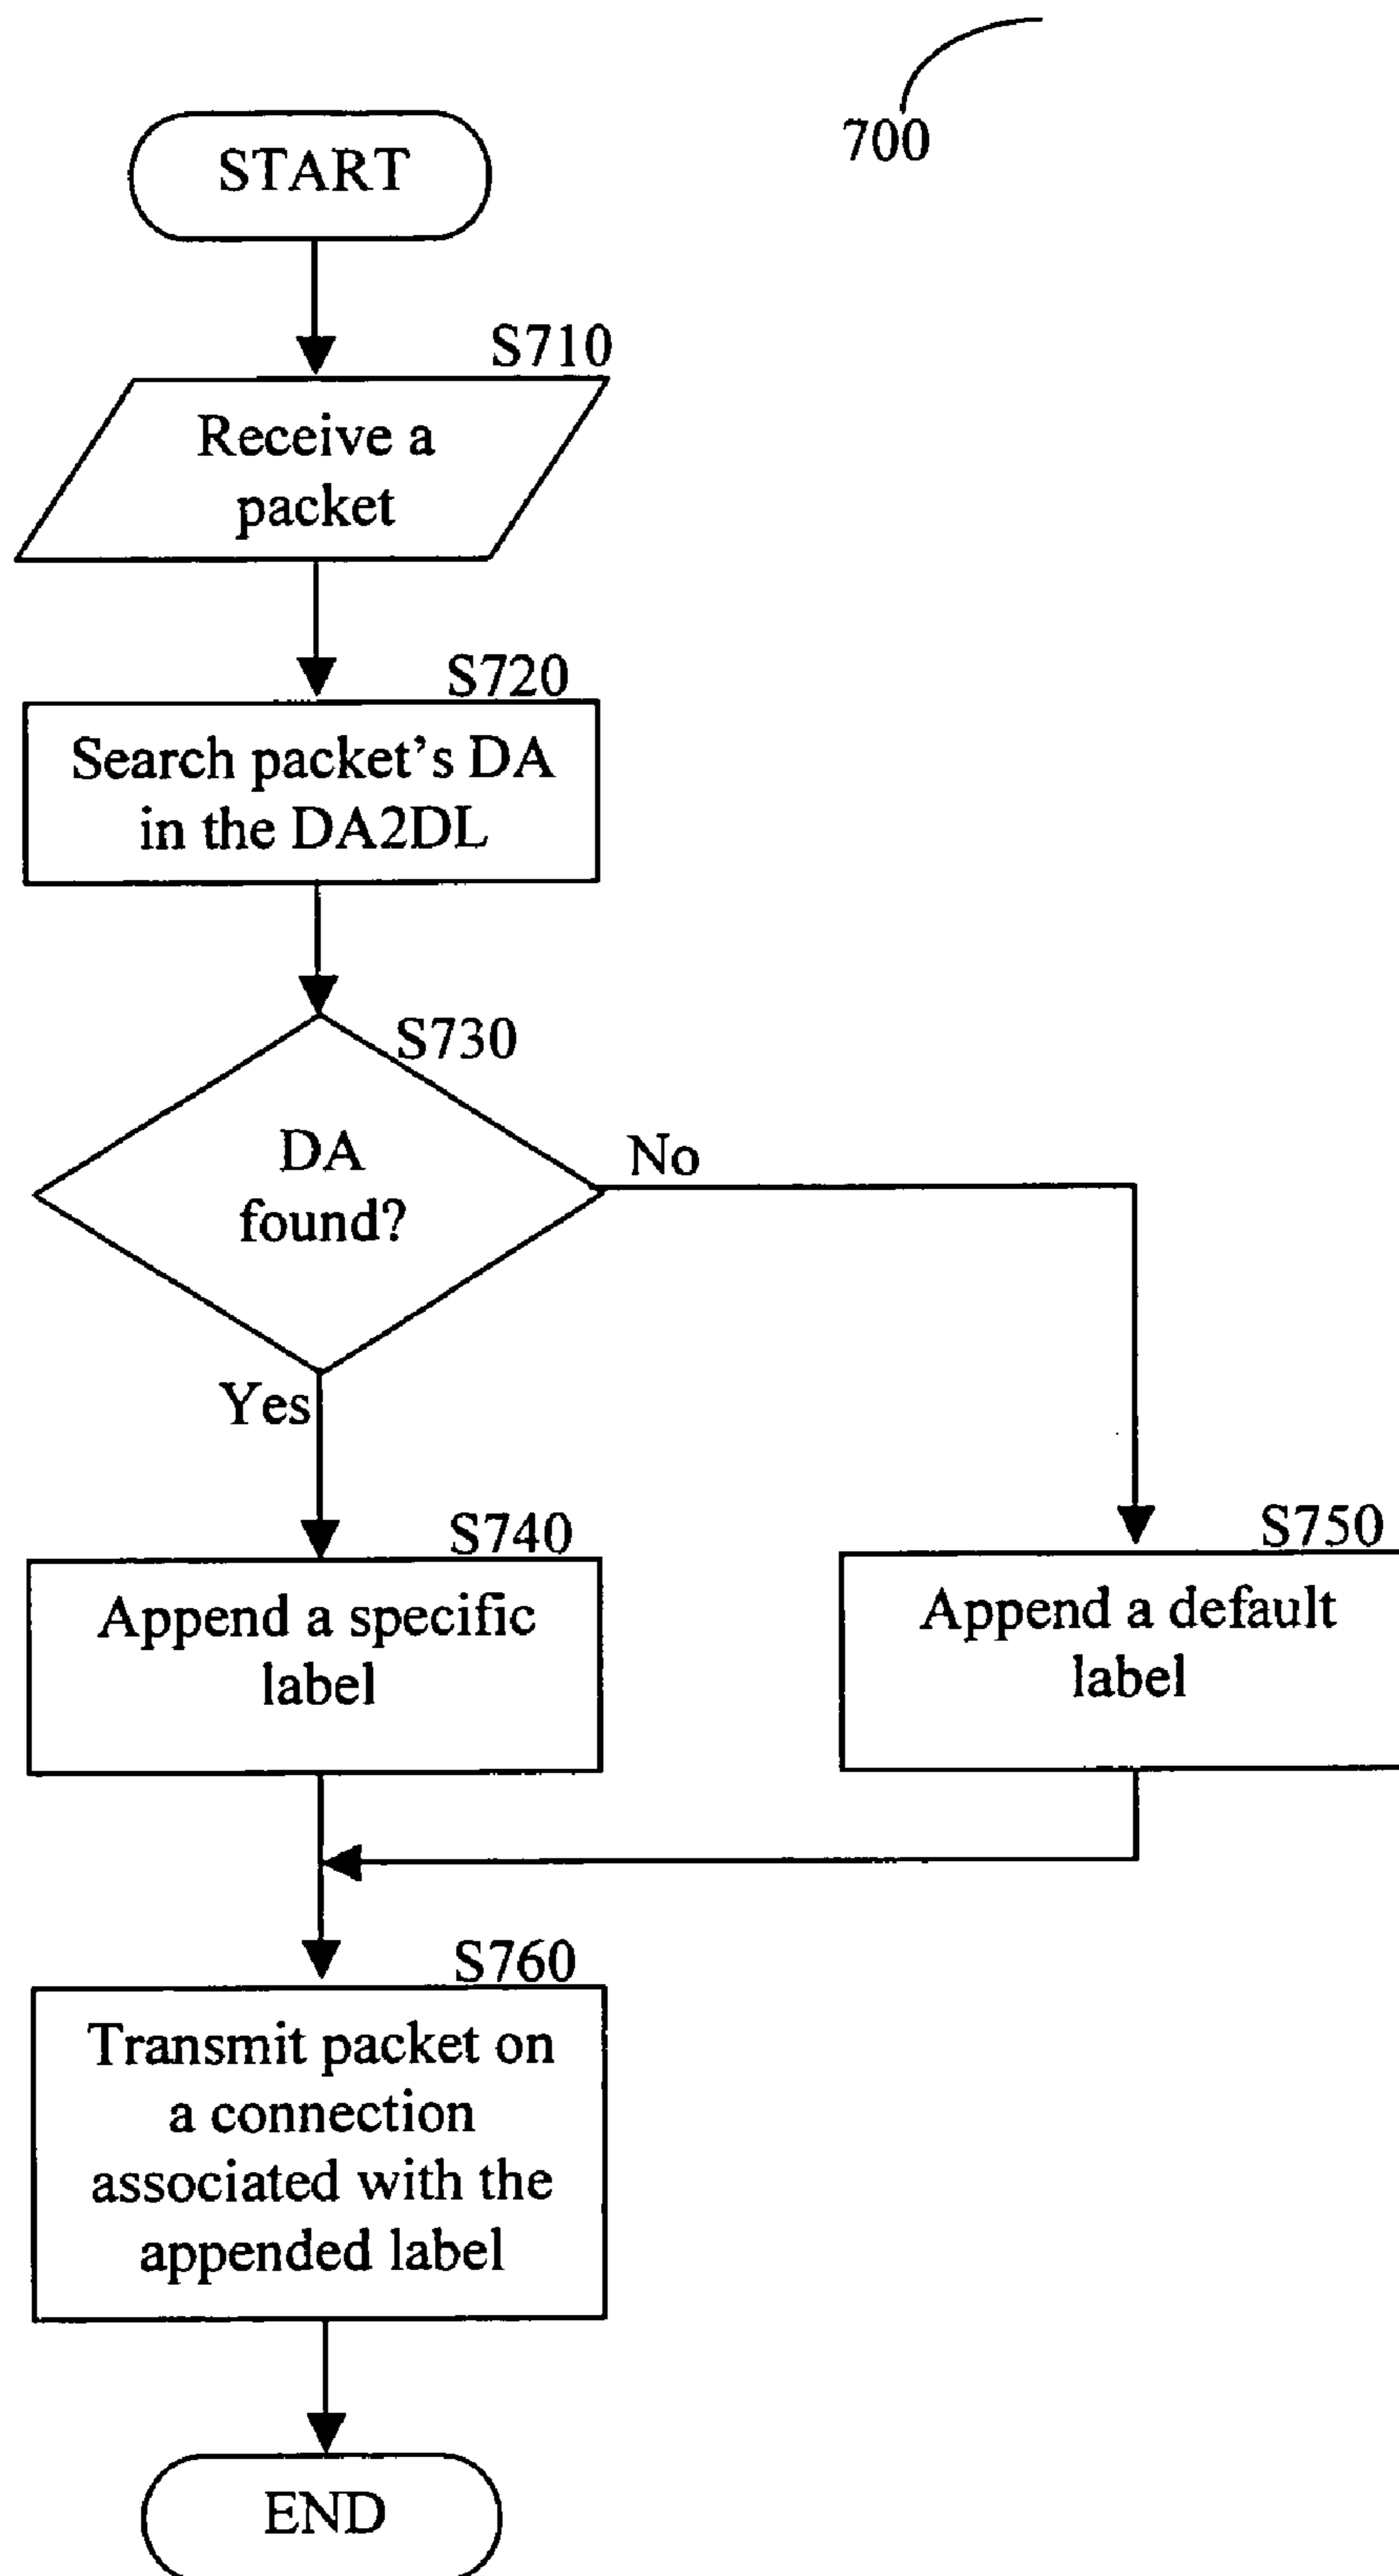 700
START
S710
Receive a
packet
S720
Search packet's DA
in the DA2DL
S730
DA
found?
No
Yes
S740
Append a specific
label
S750
Append a default
label
S760
Transmit packet on
a connection
associated with the
appended label
END